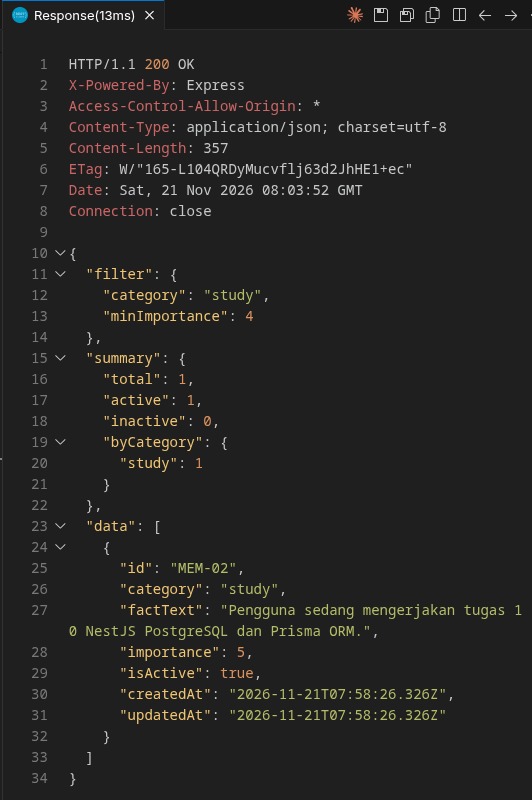 Response(13ms) ×
1 HTTP/1.1 200 OK
2 X-Powered-By: Express
3 Access-Control-Allow-Origin: *
4 Content-Type: application/json; charset=utf-8
5 Content-Length: 357
6 ETag: W/"165-L104QRDyMucvflj63d2JhHE1+ec"
7 Date: Sat, 21 Nov 2026 08:03:52 GMT
8 Connection: close
9
10 {
11 "filter": {
12 "category": "study",
13 "minImportance": 4
14 },
15 "summary": {
16 "total": 1,
17 "active": 1,
18 "inactive": 0,
19 "byCategory": {
20 "study": 1
21 }
22 },
23 "data": [
24 {
25 "id": "MEM-02",
26 "category": "study",
27 "factText": "Pengguna sedang mengerjakan tugas 1
0 NestJS PostgreSQL dan Prisma ORM.",
28 "importance": 5,
29 "isActive": true,
30 "createdAt": "2026-11-21T07:58:26.326Z",
31 "updatedAt": "2026-11-21T07:58:26.326Z"
32 }
33 ]
34 }